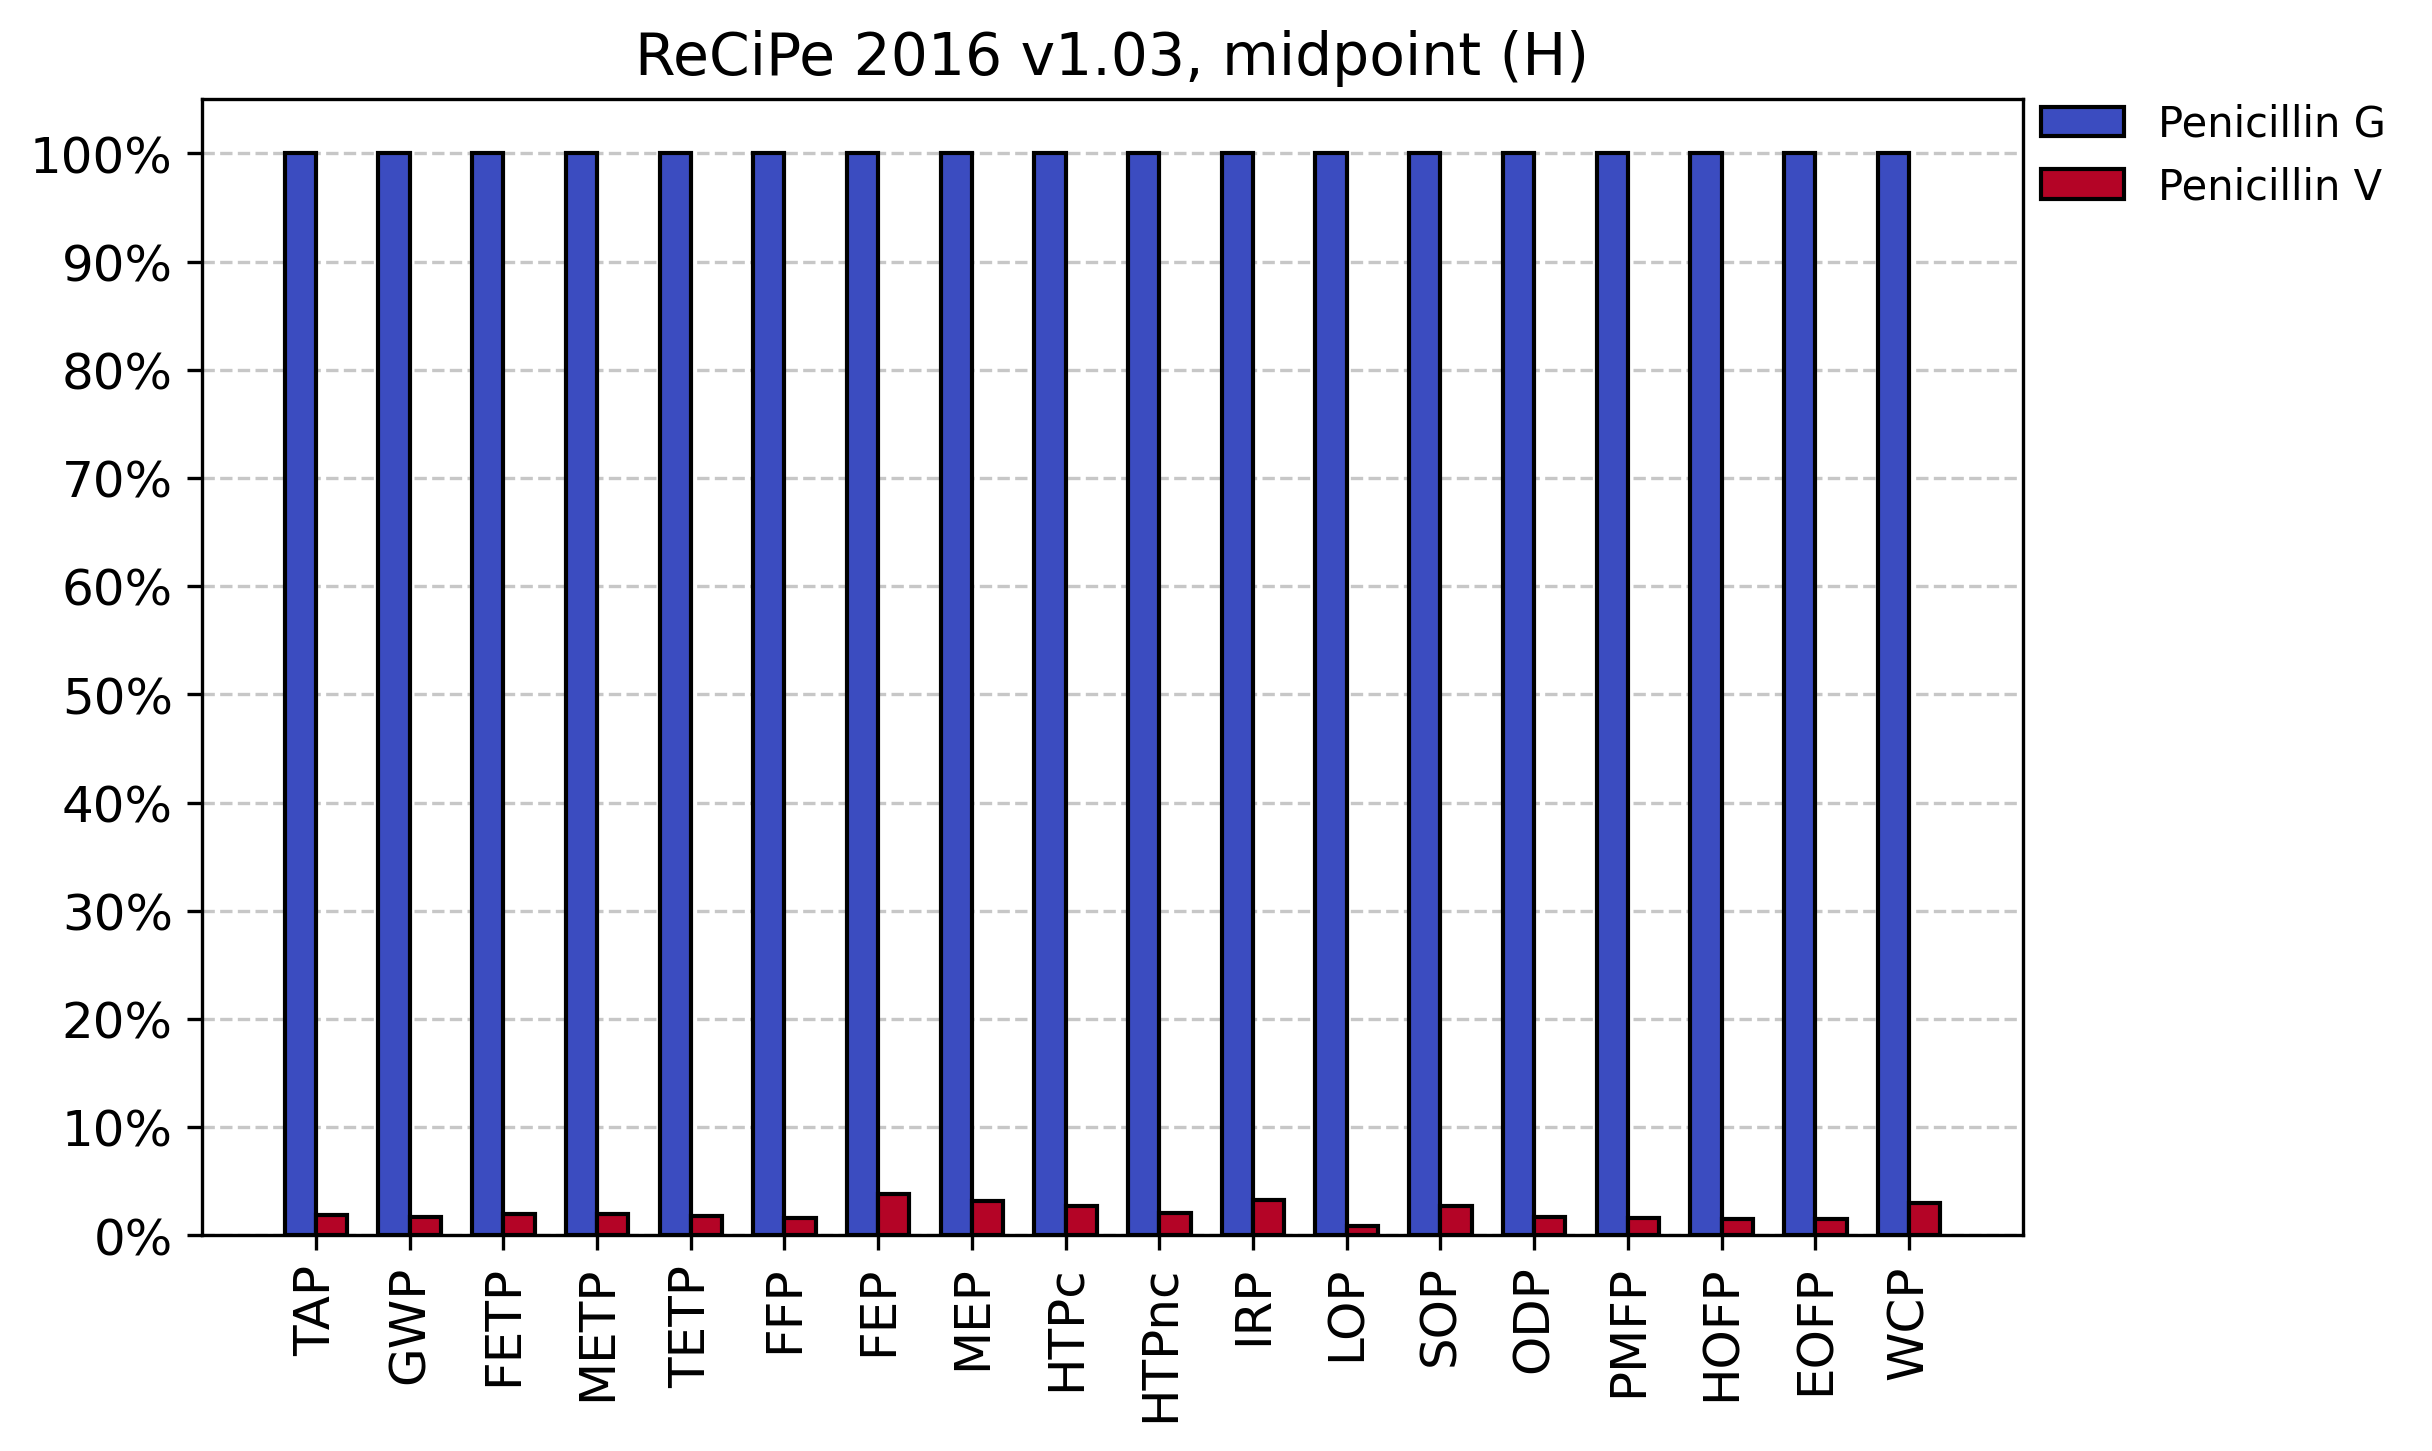 ReCiPe 2016 v1.03, midpoint (H)
Penicillin G
Penicillin V
100%
90%
80%
70%
60%
50%
40%
30%
20%
10%
0%
TAP
GWP
FETP
METP
TETP
FFP
FEP
MEP
HTPc
HTPnc
IRP
LOP
SOP
ODP
PMFP
HOFP
EOFP
WCP